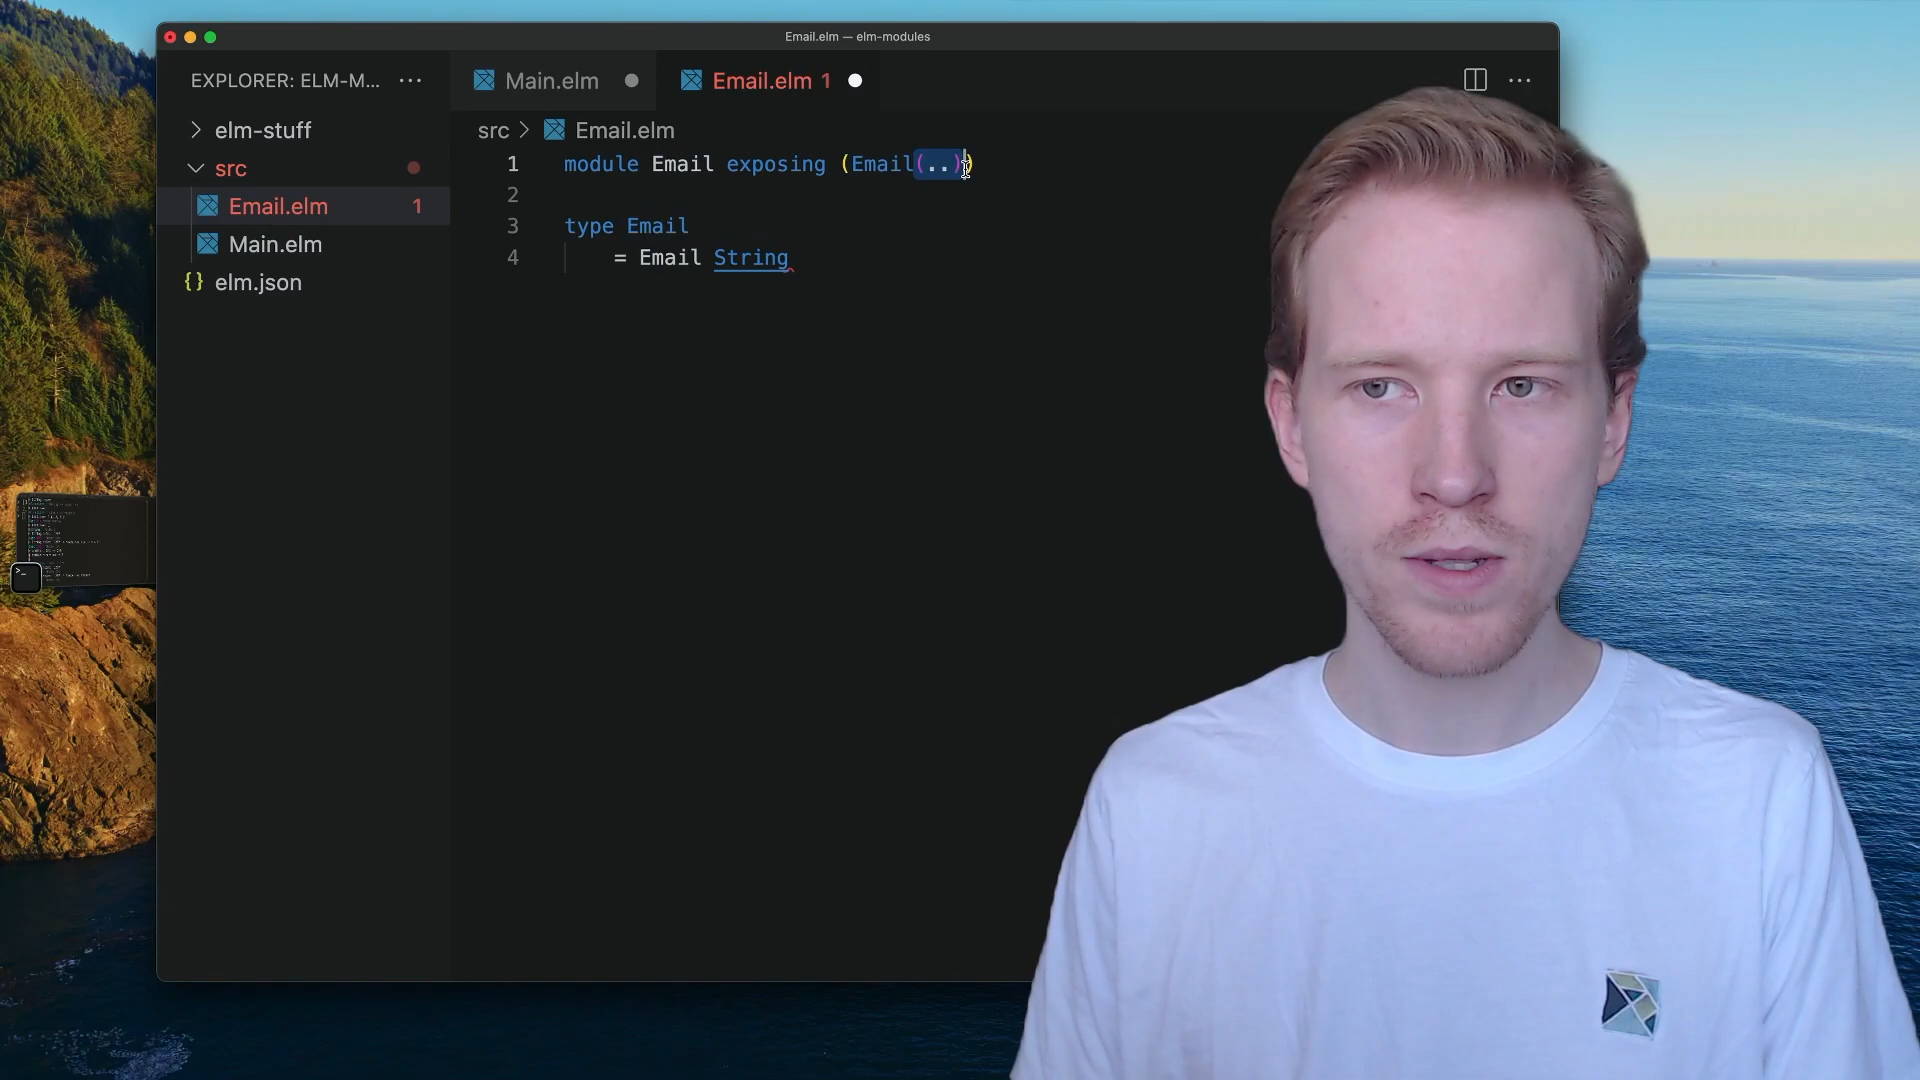 Email.elm — elm-modules
EXPLORER: ELM-M... ...
Main.elm
Email.elm 1
src > Email.elm
elm-stuff
src
Email.elm 1
Main.elm
{} elm.json
1 module Email exposing (Email(..))
2
3 type Email
4 = Email String